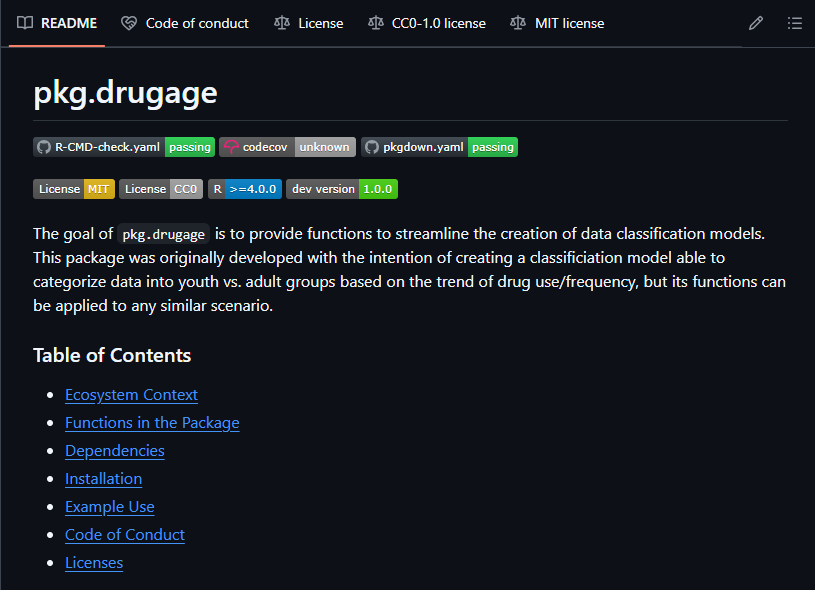 README Code of conduct License CC0-1.0 license MIT license
pkg.drugage
R-CMD-check.yaml passing codecov unknown pkgdown.yaml passing
License MIT License CC0 R >=4.0.0 dev version 1.0.0
The goal of pkg.drugage is to provide functions to streamline the creation of data classification models.
This package was originally developed with the intention of creating a classificiation model able to
categorize data into youth vs. adult groups based on the trend of drug use/frequency, but its functions can
be applied to any similar scenario.
Table of Contents
Ecosystem Context
Functions in the Package
Dependencies
Installation
Example Use
Code of Conduct
Licenses